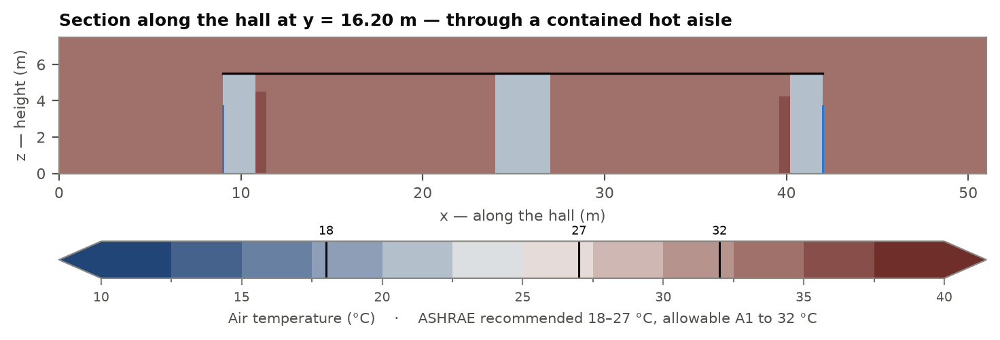 Section along the hall at y = 16.20 m — through a contained hot aisle
z — height (m)
6
4
2
0
0 10 20 30 40 50
x — along the hall (m)
18 27 32
10 15 20 25 30 35 40
Air temperature (°C) · ASHRAE recommended 18–27 °C, allowable A1 to 32 °C